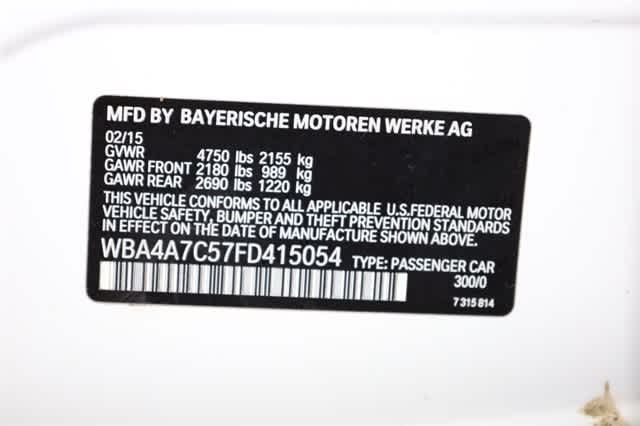 MFD BY BAYERISCHE MOTOREN WERKE AG
02/15
GVWR 4750 lbs 2155 kg
GAWR FRONT 2180 lbs 989 kg
GAWR REAR 2690 lbs 1220 kg
THIS VEHICLE CONFORMS TO ALL APPLICABLE U.S.FEDERAL MOTOR
VEHICLE SAFETY, BUMPER AND THEFT PREVENTION STANDARDS
IN EFFECT ON THE DATE OF MANUFACTURE SHOWN ABOVE.
WBA4A7C57FD415054 TYPE: PASSENGER CAR
300/0
7 315 814